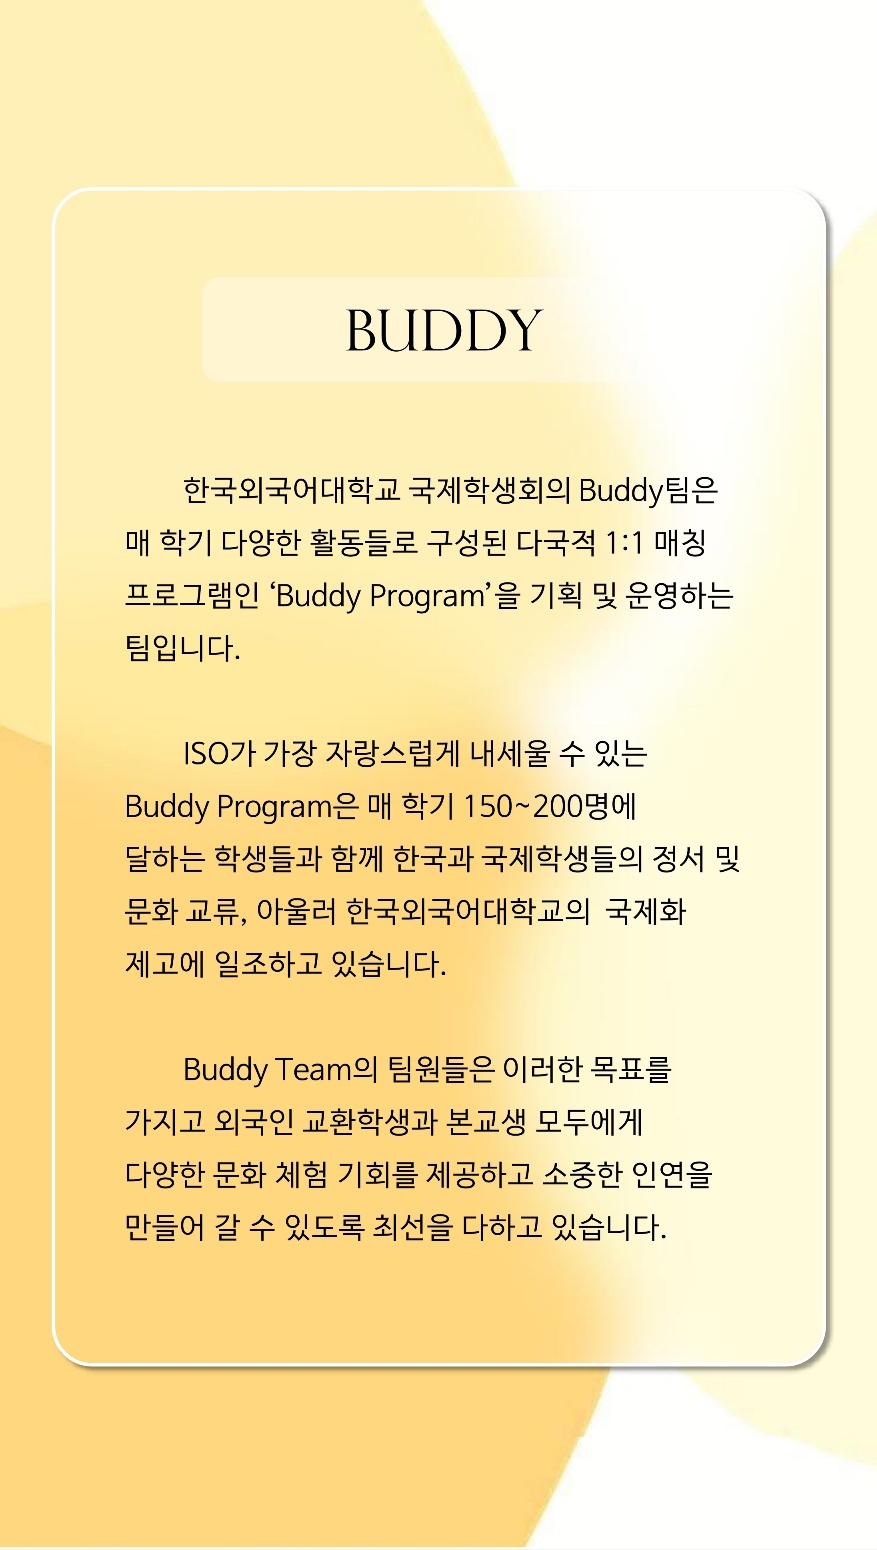 BUDDY
한국외국어대학교 국제학생회의 Buddy팀은
매 학기 다양한 활동들로 구성된 다국적 1:1 매칭
프로그램인 ‘Buddy Program’을 기획 및 운영하는
팀입니다.
ISO가 가장 자랑스럽게 내세울 수 있는
Buddy Program은 매 학기 150~200명에
달하는 학생들과 함께 한국과 국제학생들의 정서 및
문화 교류, 아울러 한국외국어대학교의 국제화
제고에 일조하고 있습니다.
Buddy Team의 팀원들은 이러한 목표를
가지고 외국인 교환학생과 본교생 모두에게
다양한 문화 체험 기회를 제공하고 소중한 인연을
만들어 갈 수 있도록 최선을 다하고 있습니다.